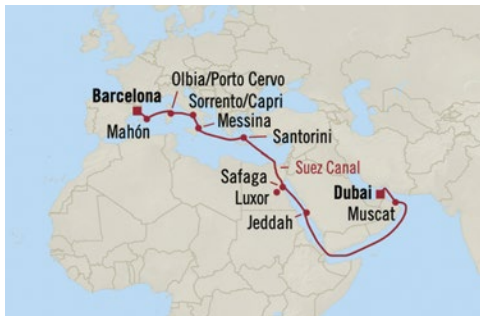 Olbia/Porto Cervo
Barcelona
Sorrento/Capri
Messina
Mahón
Santorini
Suez Canal
Safaga
Luxor
Dubai
Muscat
Jeddah